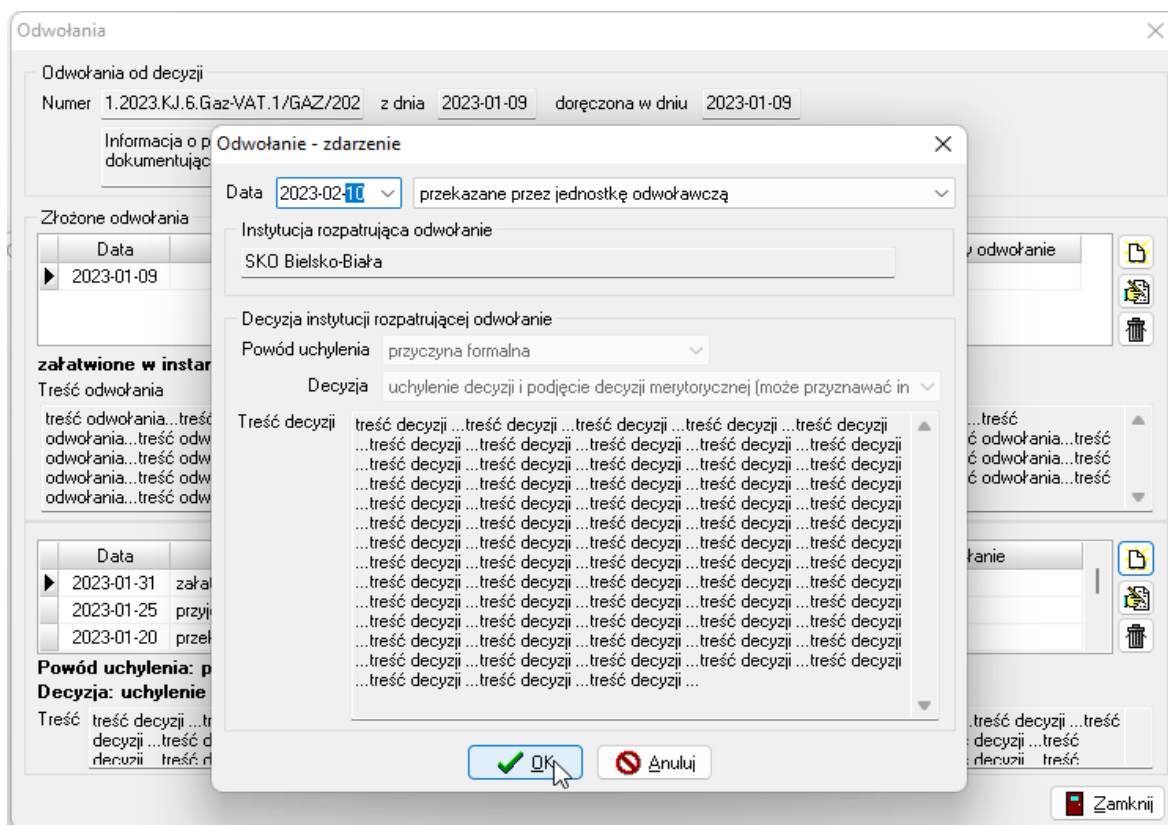 Odwołania
Odwołania od decyzji
Numer 1.2023.KJ.6.Gaz-VAT.1/GAZ/202 z dnia 2023-01-09 doręczona w dniu 2023-01-09
Informacja o p
dokumentując
Odwołanie - zdarzenie
Data 2023-02-10 przekazane przez jednostkę odwoławczą
Instytucja rozpatrująca odwołanie
SKO Bielsko-Biała
Decyzja instytucji rozpatrującej odwołanie
Powód uchylenia przyczyna formalna
Decyzja uchylenie decyzji i podjęcie decyzji merytorycznej (może przyznawać in
Treść decyzji treść decyzji ...treść decyzji ...treść decyzji ...treść decyzji ...treść decyzji
...treść decyzji ...treść decyzji ...treść decyzji ...treść decyzji ...treść decyzji
...treść decyzji ...treść decyzji ...treść decyzji ...treść decyzji ...treść decyzji
...treść decyzji ...treść decyzji ...treść decyzji ...treść decyzji ...treść decyzji
...treść decyzji ...treść decyzji ...treść decyzji ...treść decyzji ...treść decyzji
...treść decyzji ...treść decyzji ...treść decyzji ...treść decyzji ...treść decyzji
...treść decyzji ...treść decyzji ...treść decyzji ...treść decyzji ...treść decyzji
...treść decyzji ...treść decyzji ...treść decyzji ...treść decyzji ...treść decyzji
...treść decyzji ...treść decyzji ...treść decyzji ...treść decyzji ...treść decyzji
...treść decyzji ...treść decyzji ...treść decyzji ...treść decyzji ...treść decyzji
...treść decyzji ...treść decyzji ...treść decyzji ...treść decyzji ...treść decyzji
...treść decyzji ...treść decyzji ...treść decyzji ...treść decyzji ...treść decyzji
...treść decyzji ...treść decyzji ...treść decyzji ...treść decyzji ...treść decyzji
...treść decyzji ...treść decyzji ...treść decyzji ...
OK Anuluj
Złożone odwołania
Data y odwołanie
2023-01-09
załatwione w instan
Treść odwołania
treść odwołania...treść ...treść
odwołania...treść odw ć odwołania...treść
odwołania...treść odw ć odwołania...treść
odwołania...treść odw ć odwołania...treść
odwołania...treść odw
Data łanie
2023-01-31 załat
2023-01-25 przyję
2023-01-20 przek
Powód uchylenia: p
Decyzja: uchylenie
Treść treść decyzji ...tr .treść decyzji ...treść
decyzji ...treść d decyzji ...treść
decyzji treść d decyzji treść
Zamknij